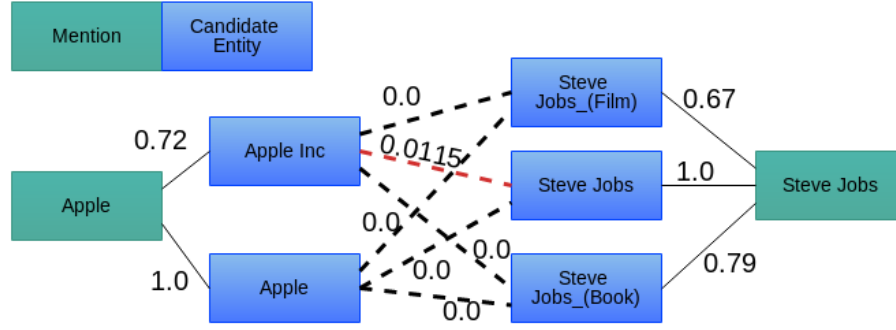 Mention
Candidate
Entity
0.0
Steve
Jobs_(Film)
0.67
0.72
Apple Inc
0.0115
Steve Jobs
1.0
Steve Jobs
Apple
0.0
0.0
0.0
0.79
1.0
Apple
0.0
Steve
Jobs_(Book)